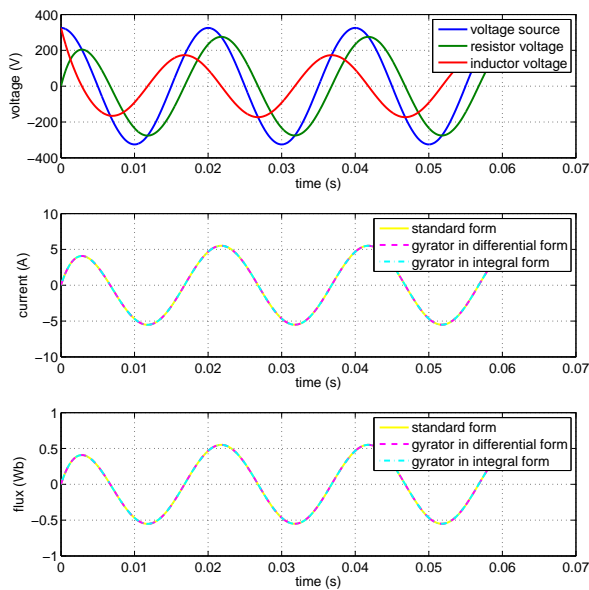 400
200
0
−200
−400
voltage (V)
voltage source
resistor voltage
inductor voltage
0 0.01 0.02 0.03 0.04 0.05 0.06 0.07
time (s)
10
5
0
−5
−10
current (A)
standard form
gyrator in differential form
gyrator in integral form
0 0.01 0.02 0.03 0.04 0.05 0.06 0.07
time (s)
1
0.5
0
−0.5
−1
flux (Wb)
standard form
gyrator in differential form
gyrator in integral form
0 0.01 0.02 0.03 0.04 0.05 0.06 0.07
time (s)